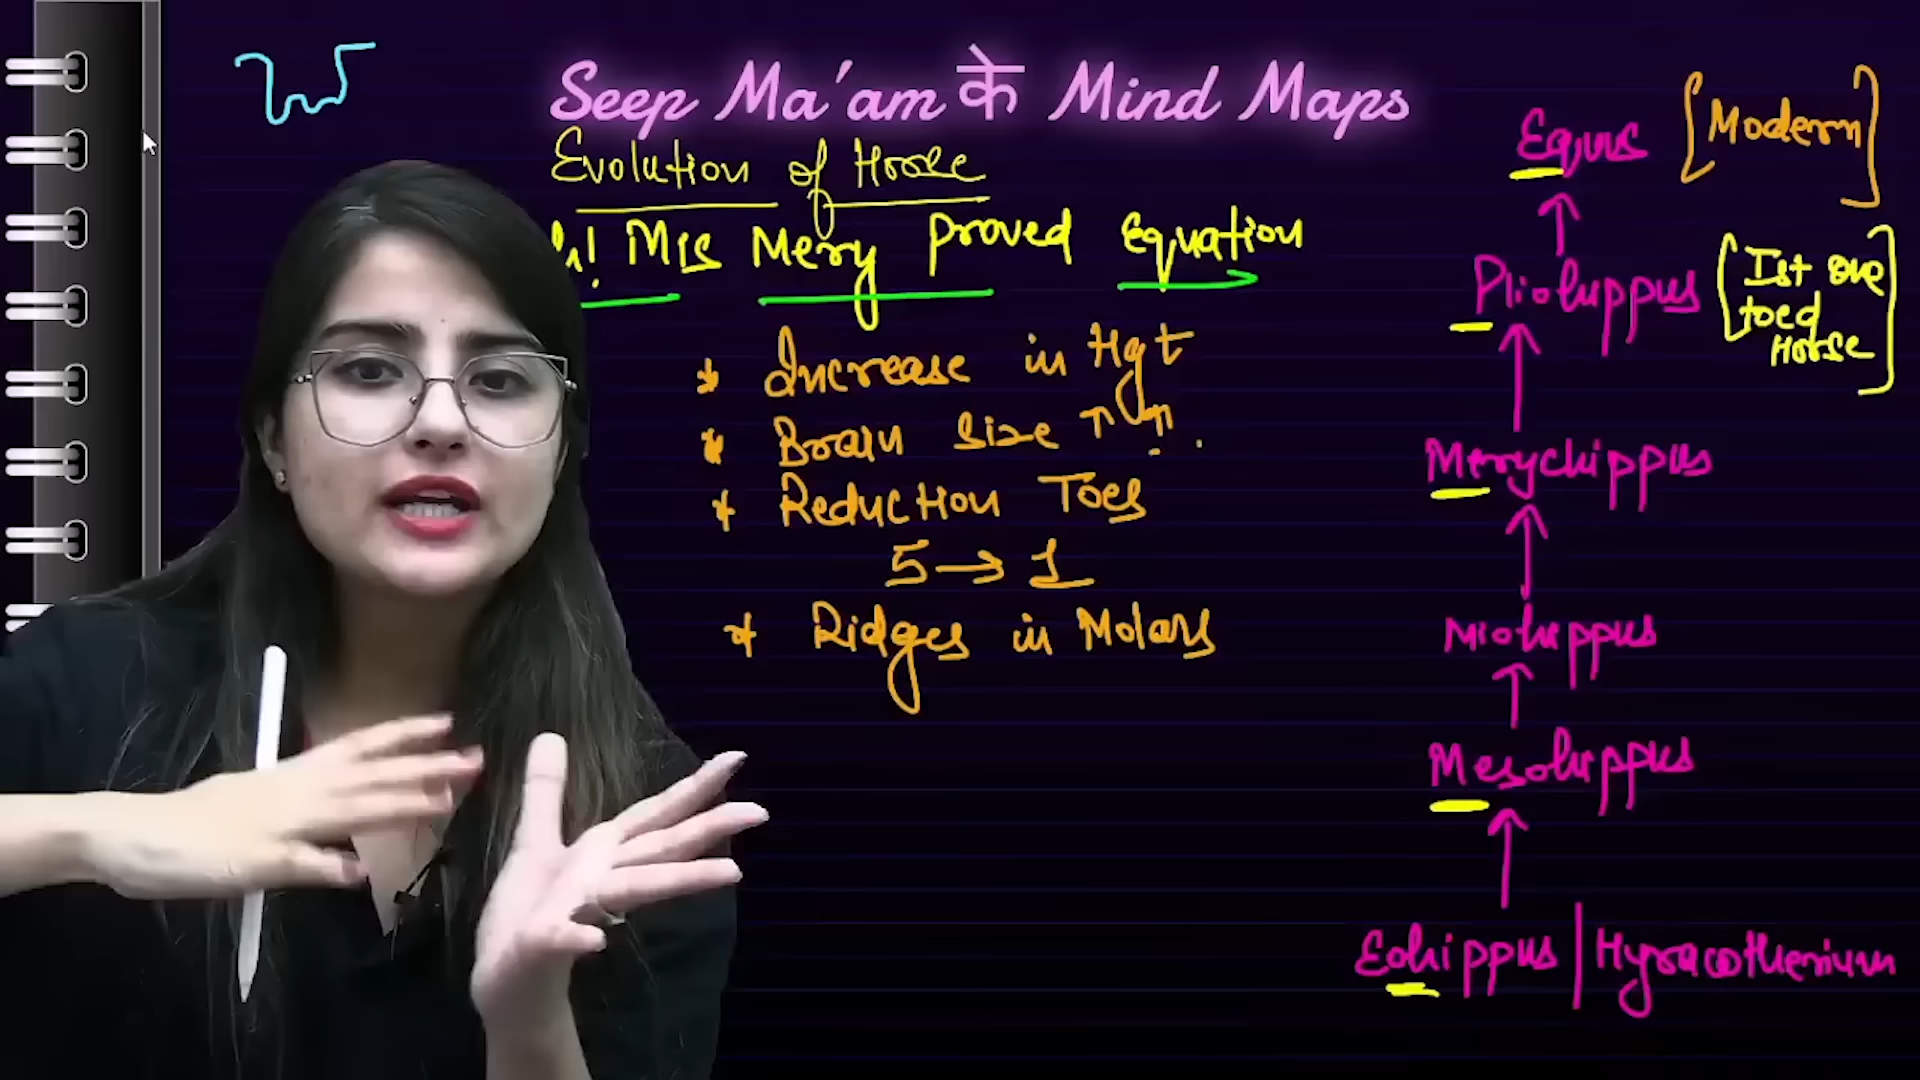 Seep Ma'am के Mind Maps
Evolution of Horse
! Mrs Mery Proved Equation
* Increase in Hgt
* Brain Size ↑ ↑.
* Reduction Toes
5 → 1
* Ridges in Molars
Equus [Modern]
↑
Pliohippus [Ist one
toed
Horse]
↑
Merychippus
↑
Miohippus
↑
Mesohippus
↑
Eohippus | Hyracotherium